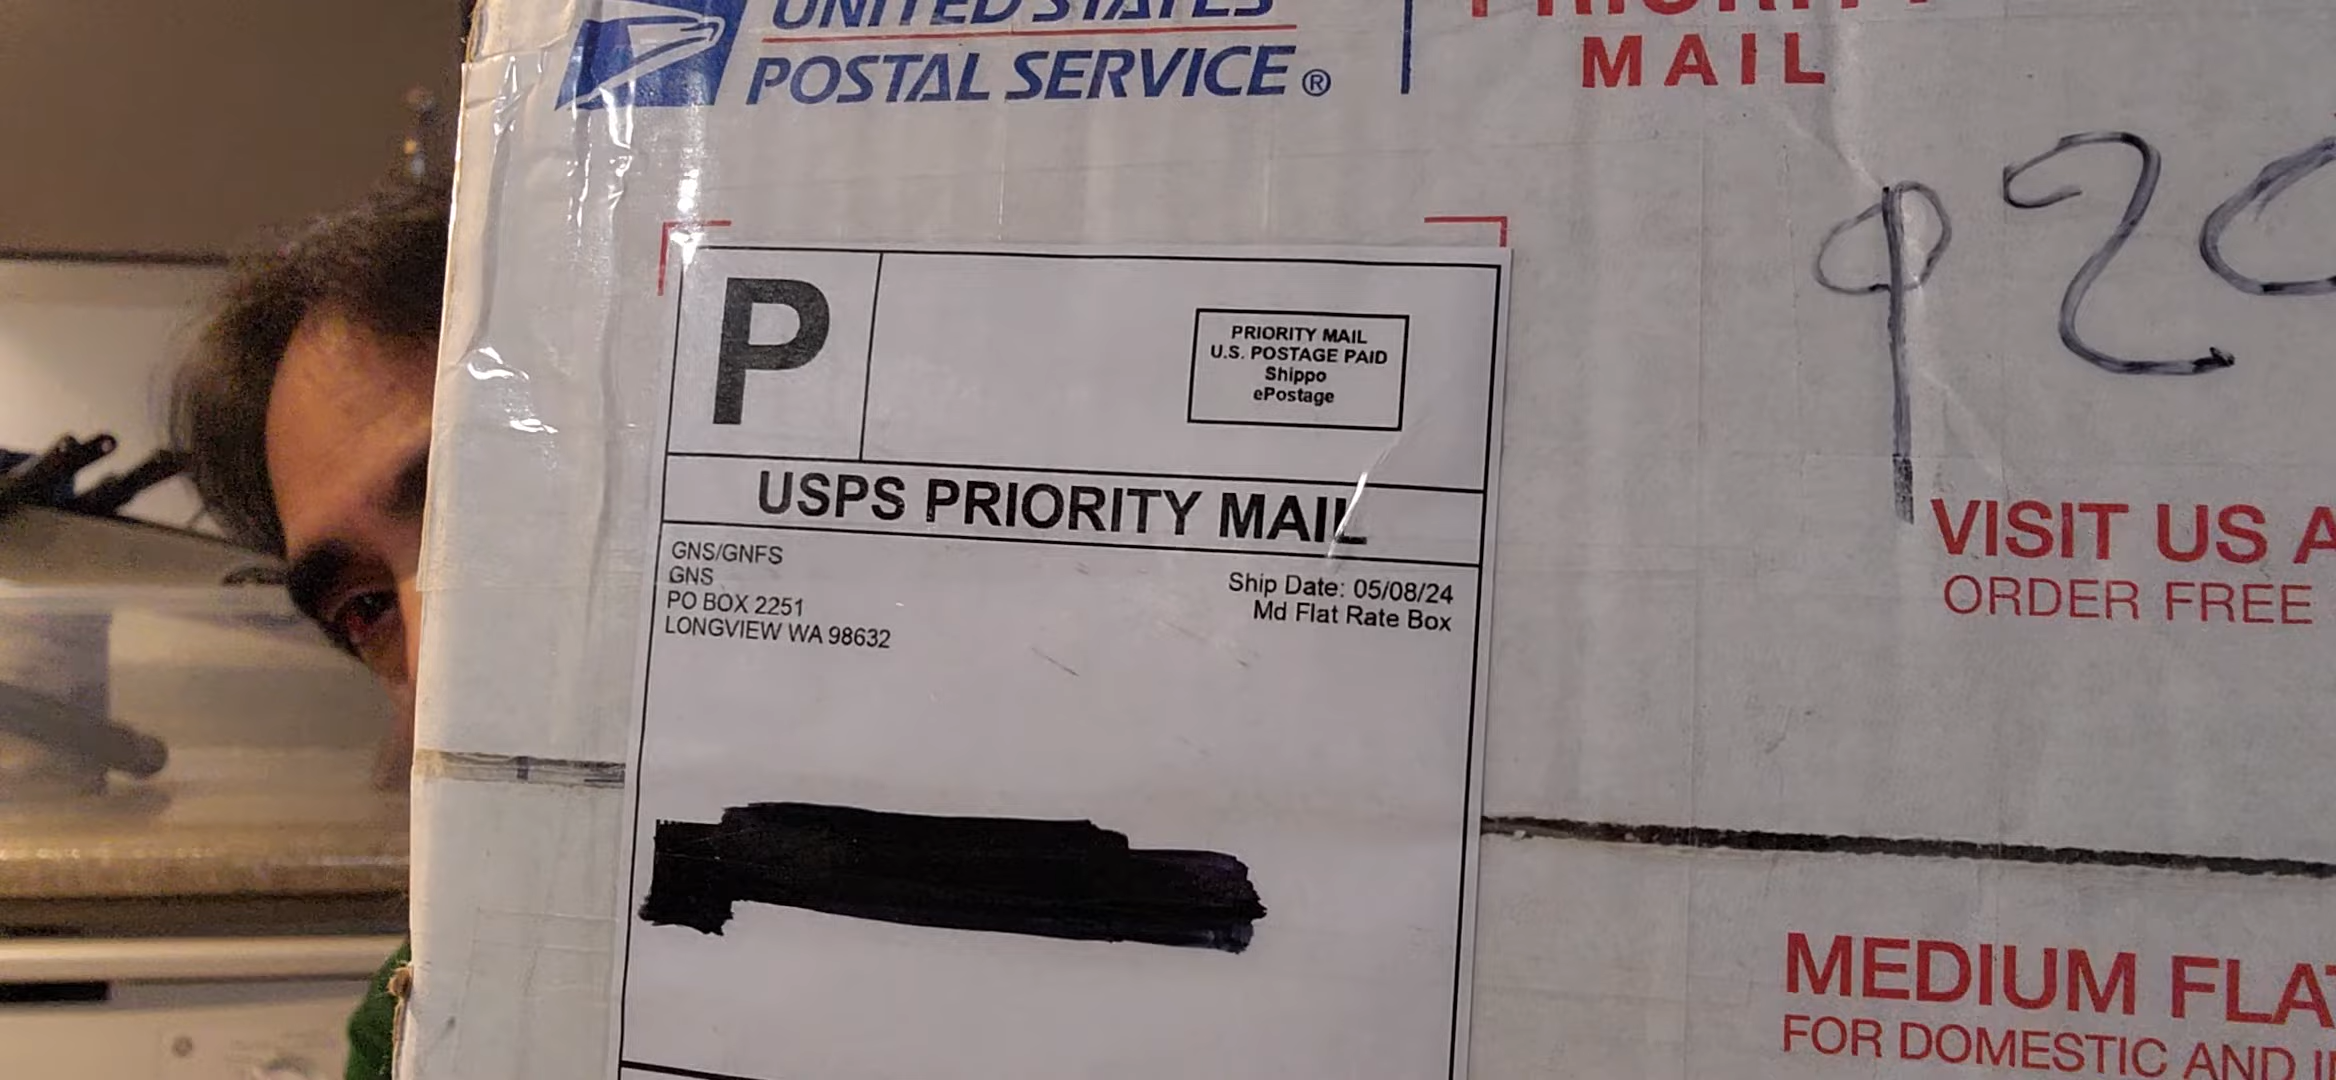 UNITED STATES
POSTAL SERVICE®
PRIORITY
MAIL
P
PRIORITY MAIL
U.S. POSTAGE PAID
Shippo
ePostage
USPS PRIORITY MAIL
GNS/GNFS
GNS
PO BOX 2251
LONGVIEW WA 98632
Ship Date: 05/08/24
Md Flat Rate Box
VISIT US
ORDER FREE
MEDIUM
FOR DOMESTIC AND